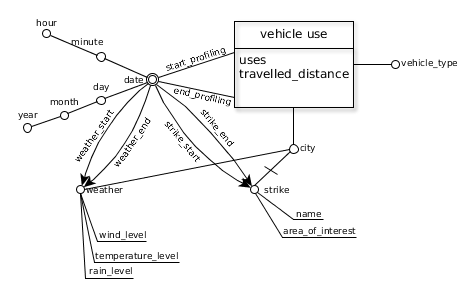 hour
vehicle use
minute
start_profiling
uses
travelled_distance
vehicle_type
date
day
end_profiling
month
year
weather_start
weather_end
strike_start
strike_end
city
weather
strike
name
area_of_interest
wind_level
temperature_level
rain_level